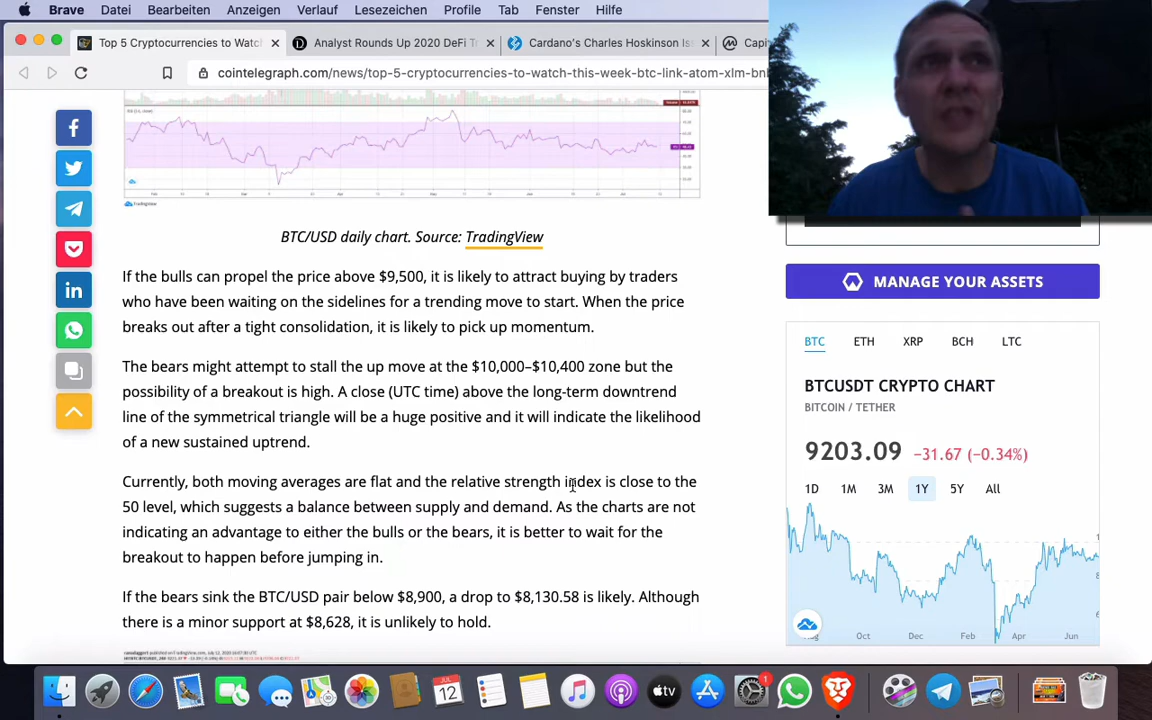 Brave Datei Bearbeiten Anzeigen Verlauf Lesezeichen Profile Tab Fenster Hilfe
Top 5 Cryptocurrencies to Watch
Analyst Rounds Up 2020 DeFi T
Cardano's Charles Hoskinson Is
Capi
cointelegraph.com/news/top-5-cryptocurrencies-to-watch-this-week-btc-link-atom-xlm-bnb
TradingView
BTC/USD daily chart. Source: TradingView
If the bulls can propel the price above $9,500, it is likely to attract buying by traders
who have been waiting on the sidelines for a trending move to start. When the price
breaks out after a tight consolidation, it is likely to pick up momentum.
The bears might attempt to stall the up move at the $10,000–$10,400 zone but the
possibility of a breakout is high. A close (UTC time) above the long-term downtrend
line of the symmetrical triangle will be a huge positive and it will indicate the likelihood
of a new sustained uptrend.
Currently, both moving averages are flat and the relative strength index is close to the
50 level, which suggests a balance between supply and demand. As the charts are not
indicating an advantage to either the bulls or the bears, it is better to wait for the
breakout to happen before jumping in.
If the bears sink the BTC/USD pair below $8,900, a drop to $8,130.58 is likely. Although
there is a minor support at $8,628, it is unlikely to hold.
MANAGE YOUR ASSETS
BTC ETH XRP BCH LTC
BTCUSDT CRYPTO CHART
BITCOIN / TETHER
9203.09 −31.67 (−0.34%)
1D 1M 3M 1Y 5Y All
Oct Dec Feb Apr Jun
JUL
12
1
tv